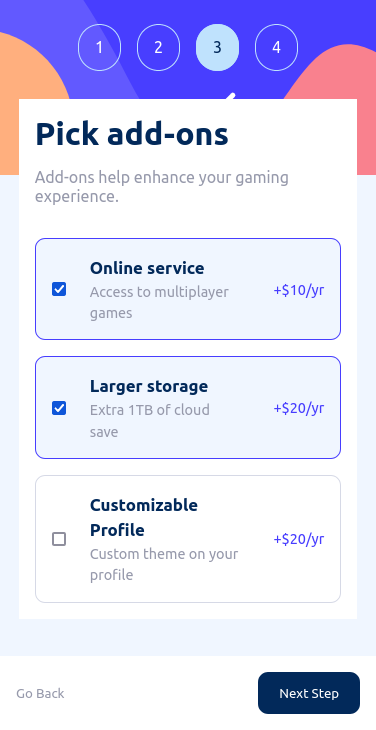 1 2 3 4
Pick add-ons
Add-ons help enhance your gaming
experience.
Online service
Access to multiplayer
games
+$10/yr
Larger storage
Extra 1TB of cloud
save
+$20/yr
Customizable
Profile
Custom theme on your
profile
+$20/yr
Go Back
Next Step